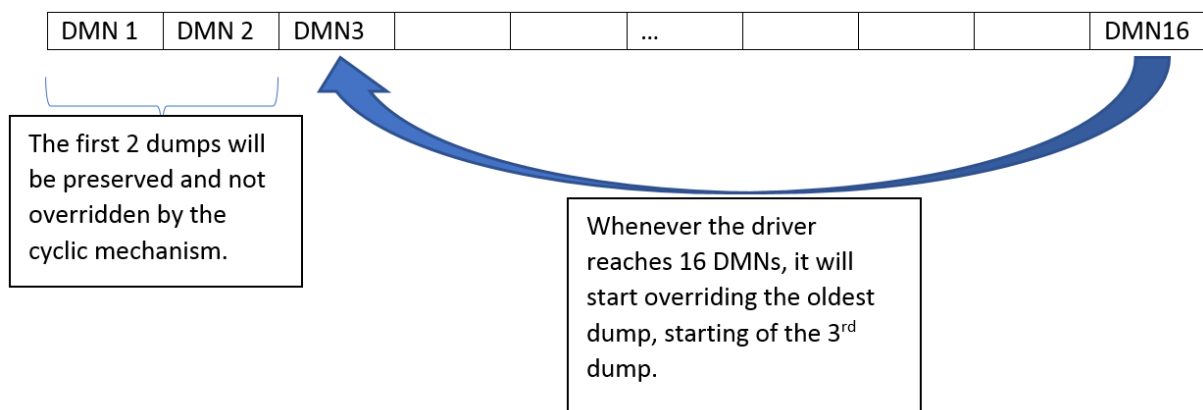 DMN 1 DMN 2 DMN3 ... DMN16
The first 2 dumps will
be preserved and not
overridden by the
cyclic mechanism.
Whenever the driver
reaches 16 DMNs, it will
start overriding the oldest
dump, starting of the 3rd
dump.